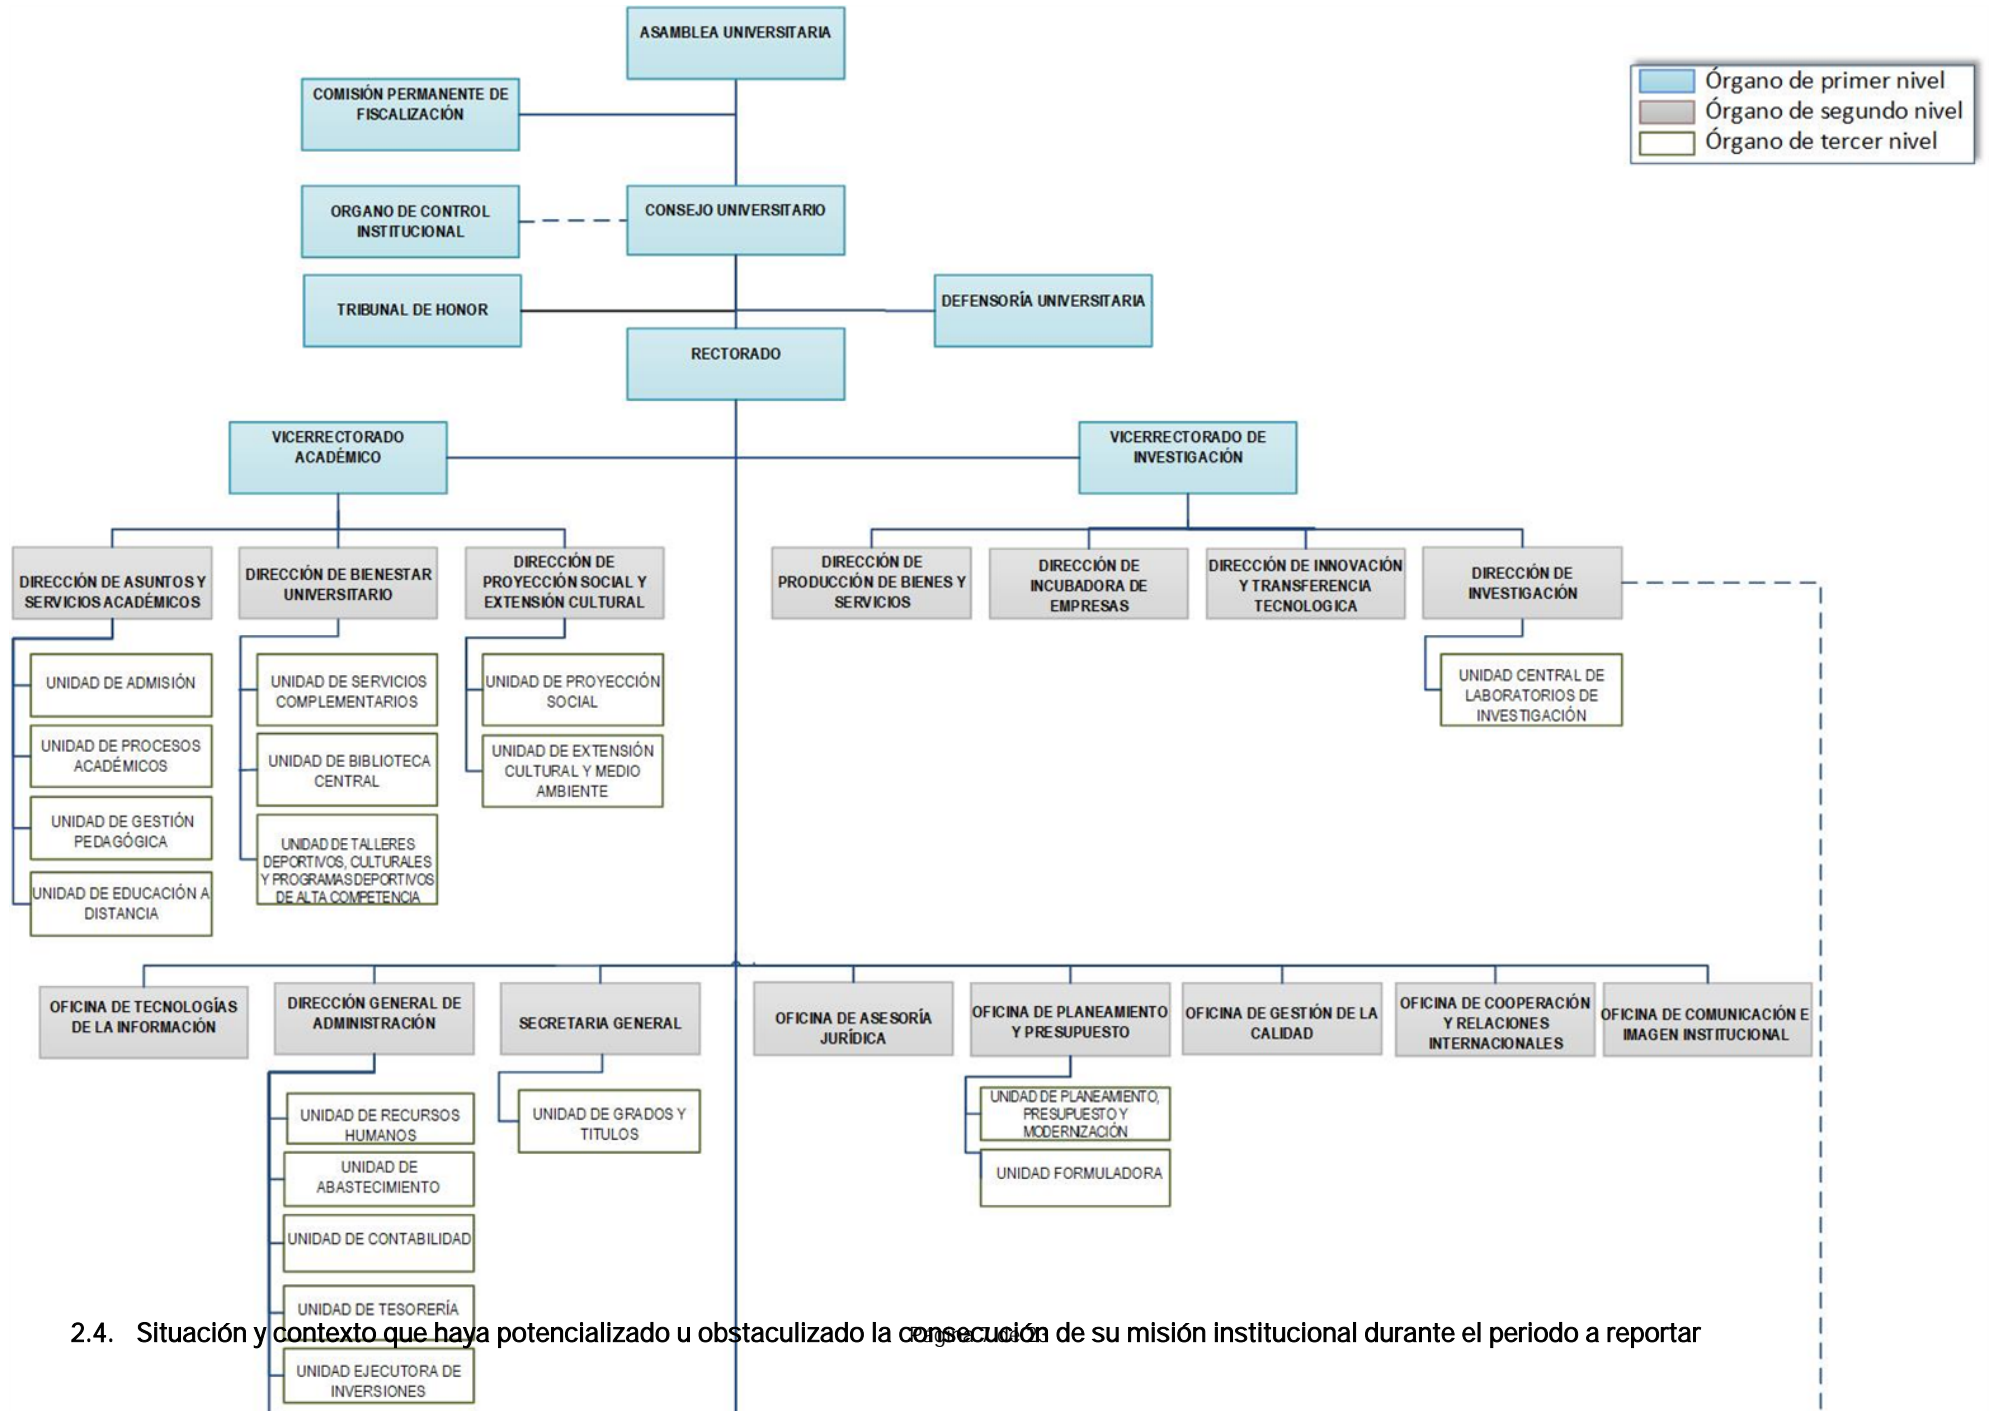 ASAMBLEA UNIVERSITARIA
Órgano de primer nivel
Órgano de segundo nivel
Órgano de tercer nivel
COMISIÓN PERMANENTE DE
FISCALIZACIÓN
ORGANO DE CONTROL
INSTITUCIONAL
CONSEJO UNIVERSITARIO
TRIBUNAL DE HONOR
DEFENSORÍA UNIVERSITARIA
RECTORADO
VICERRECTORADO
ACADÉMICO
VICERRECTORADO DE
INVESTIGACIÓN
DIRECCIÓN DE ASUNTOS Y
SERVICIOS ACADÉMICOS
DIRECCIÓN DE BIENESTAR
UNIVERSITARIO
DIRECCIÓN DE
PROYECCIÓN SOCIAL Y
EXTENSIÓN CULTURAL
DIRECCIÓN DE
PRODUCCIÓN DE BIENES Y
SERVICIOS
DIRECCIÓN DE
INCUBADORA DE
EMPRESAS
DIRECCIÓN DE INNOVACIÓN
Y TRANSFERENCIA
TECNOLOGICA
DIRECCIÓN DE
INVESTIGACIÓN
UNIDAD DE ADMISIÓN
UNIDAD DE PROCESOS
ACADÉMICOS
UNIDAD DE GESTIÓN
PEDAGÓGICA
UNIDAD DE EDUCACIÓN A
DISTANCIA
UNIDAD DE SERVICIOS
COMPLEMENTARIOS
UNIDAD DE BIBLIOTECA
CENTRAL
UNIDAD DE TALLERES
DEPORTIVOS, CULTURALES
Y PROGRAMAS DEPORTIVOS
DE ALTA COMPETENCIA
UNIDAD DE PROYECCIÓN
SOCIAL
UNIDAD DE EXTENSIÓN
CULTURAL Y MEDIO
AMBIENTE
UNIDAD CENTRAL DE
LABORATORIOS DE
INVESTIGACIÓN
OFICINA DE TECNOLOGÍAS
DE LA INFORMACIÓN
DIRECCIÓN GENERAL DE
ADMINISTRACIÓN
SECRETARIA GENERAL
OFICINA DE ASESORÍA
JURÍDICA
OFICINA DE PLANEAMIENTO
Y PRESUPUESTO
OFICINA DE GESTIÓN DE LA
CALIDAD
OFICINA DE COOPERACIÓN
Y RELACIONES
INTERNACIONALES
OFICINA DE COMUNICACIÓN E
IMAGEN INSTITUCIONAL
UNIDAD DE RECURSOS
HUMANOS
UNIDAD DE
ABASTECIMIENTO
UNIDAD DE CONTABILIDAD
UNIDAD DE TESORERÍA
UNIDAD EJECUTORA DE
INVERSIONES
UNIDAD DE GRADOS Y
TITULOS
UNIDAD DE PLANEAMIENTO,
PRESUPUESTO Y
MODERNIZACIÓN
UNIDAD FORMULADORA
2.4. Situación y contexto que haya potencializado u obstaculizado la consecución de su misión institucional durante el periodo a reportar
Página 7 de 23